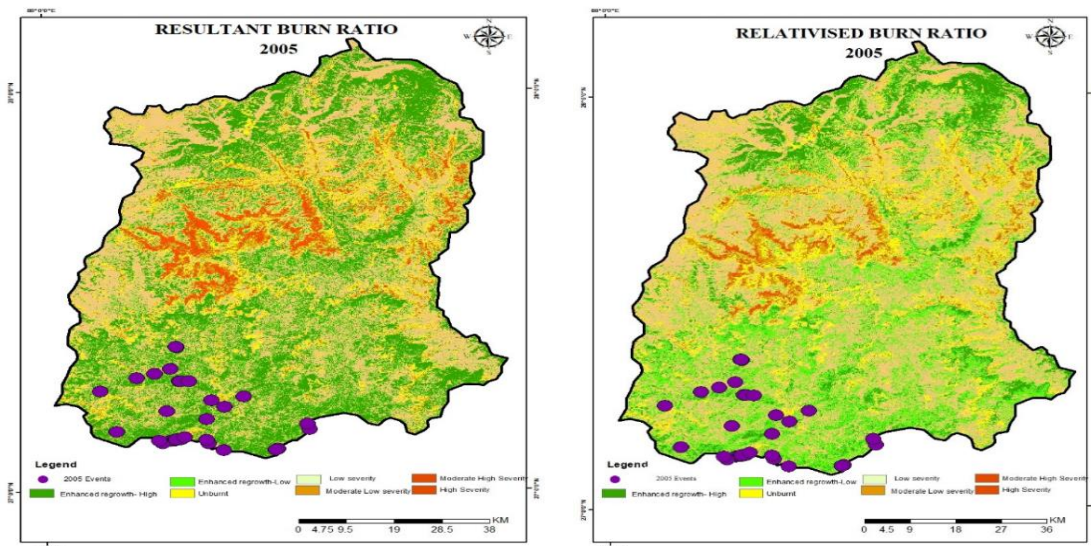 RESULTANT BURN RATIO
2005
N
W E
S
Legend
2005 Events
Enhanced regrowth-Low
Low severity
Moderate High Severity
Enhanced regrowth- High
Unburnt
Moderate Low severity
High Severity
KM
0 4.75 9.5 19 28.5 38
RELATIVISED BURN RATIO
2005
N
W E
S
Legend
2005 Events
Enhanced regrowth-Low
Low severity
Moderate High Severity
Enhanced regrowth- High
Unburnt
Moderate Low severity
High Severity
KM
0 4.5 9 18 27 36